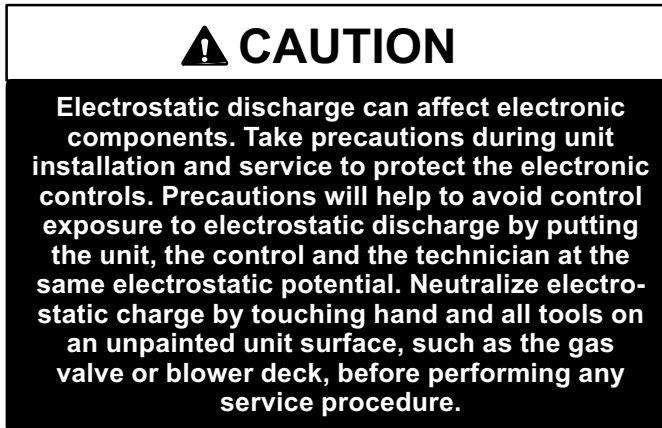 CAUTION
Electrostatic discharge can affect electronic
components. Take precautions during unit
installation and service to protect the electronic
controls. Precautions will help to avoid control
exposure to electrostatic discharge by putting
the unit, the control and the technician at the
same electrostatic potential. Neutralize electro-
static charge by touching hand and all tools on
an unpainted unit surface, such as the gas
valve or blower deck, before performing any
service procedure.